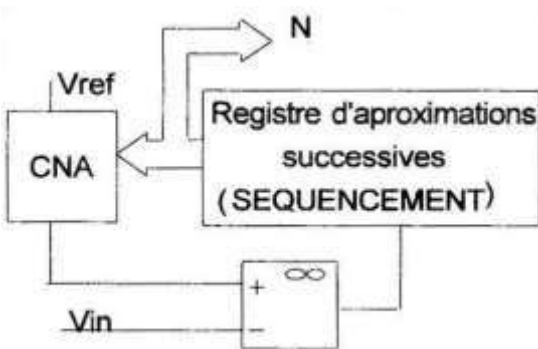 N
Vref
Registre d'aproximations
successives
(SEQUENCEMENT)
CNA
∞
+
Vin
−